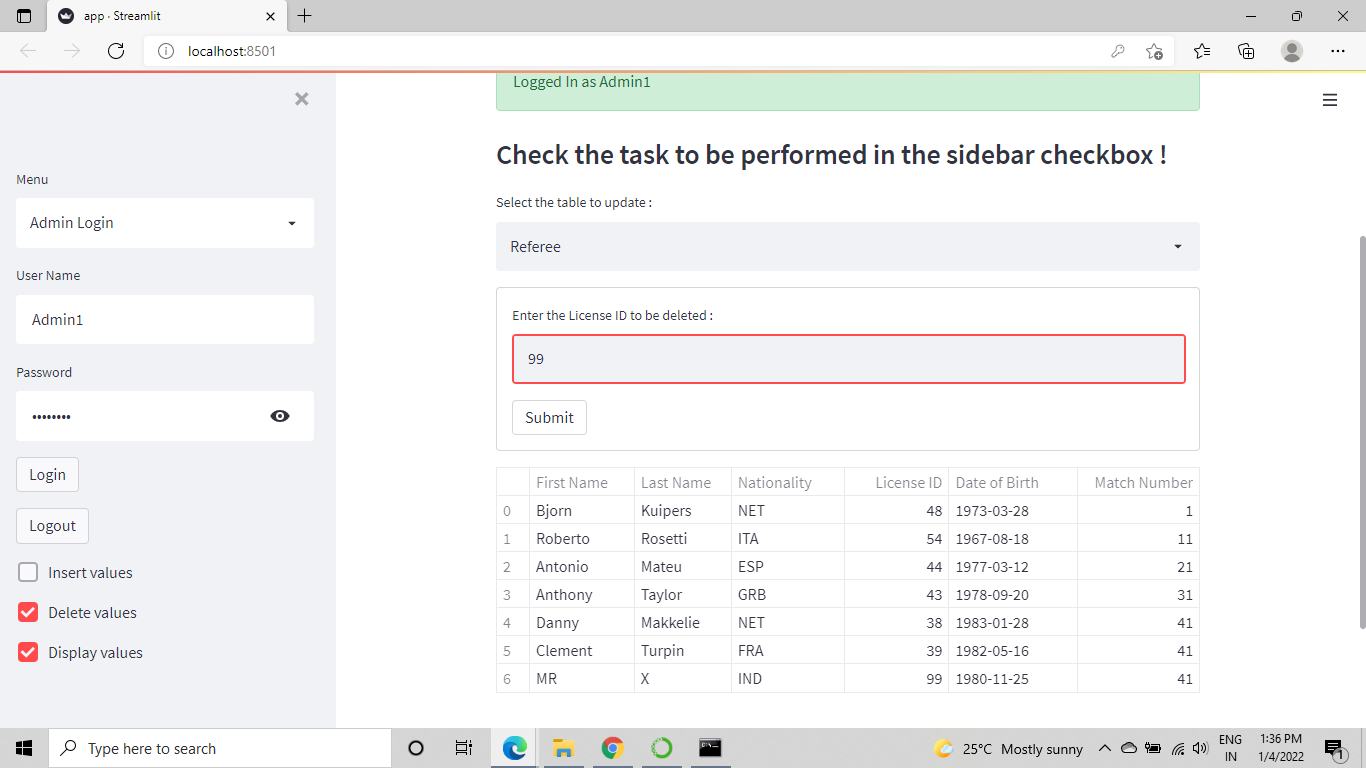 app · Streamlit
localhost:8501
Logged In as Admin1
Menu
Admin Login
User Name
Admin1
Password
••••••••
Login
Logout
Insert values
Delete values
Display values
Check the task to be performed in the sidebar checkbox !
Select the table to update :
Referee
Enter the License ID to be deleted :
99
Submit
First Name Last Name Nationality License ID Date of Birth Match Number
0 Bjorn Kuipers NET 48 1973-03-28 1
1 Roberto Rosetti ITA 54 1967-08-18 11
2 Antonio Mateu ESP 44 1977-03-12 21
3 Anthony Taylor GRB 43 1978-09-20 31
4 Danny Makkelie NET 38 1983-01-28 41
5 Clement Turpin FRA 39 1982-05-16 41
6 MR X IND 99 1980-11-25 41
Type here to search
25°C Mostly sunny
ENG
IN
1:36 PM
1/4/2022
1